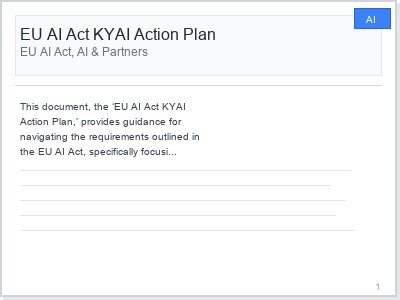 AI
EU AI Act KYAI Action Plan
EU AI Act, AI & Partners
This document, the 'EU AI Act KYAI
Action Plan,' provides guidance for
navigating the requirements outlined in
the EU AI Act, specifically focusi...
1